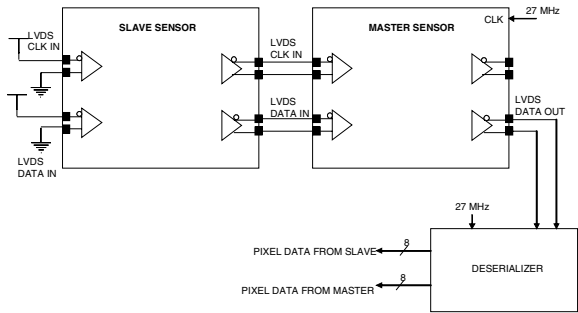 SLAVE SENSOR
MASTER SENSOR
27 MHz
CLK
LVDS
CLK IN
LVDS
CLK IN
LVDS
DATA IN
LVDS
DATA OUT
LVDS
DATA IN
27 MHz
PIXEL DATA FROM SLAVE
8
DESERIALIZER
PIXEL DATA FROM MASTER
8